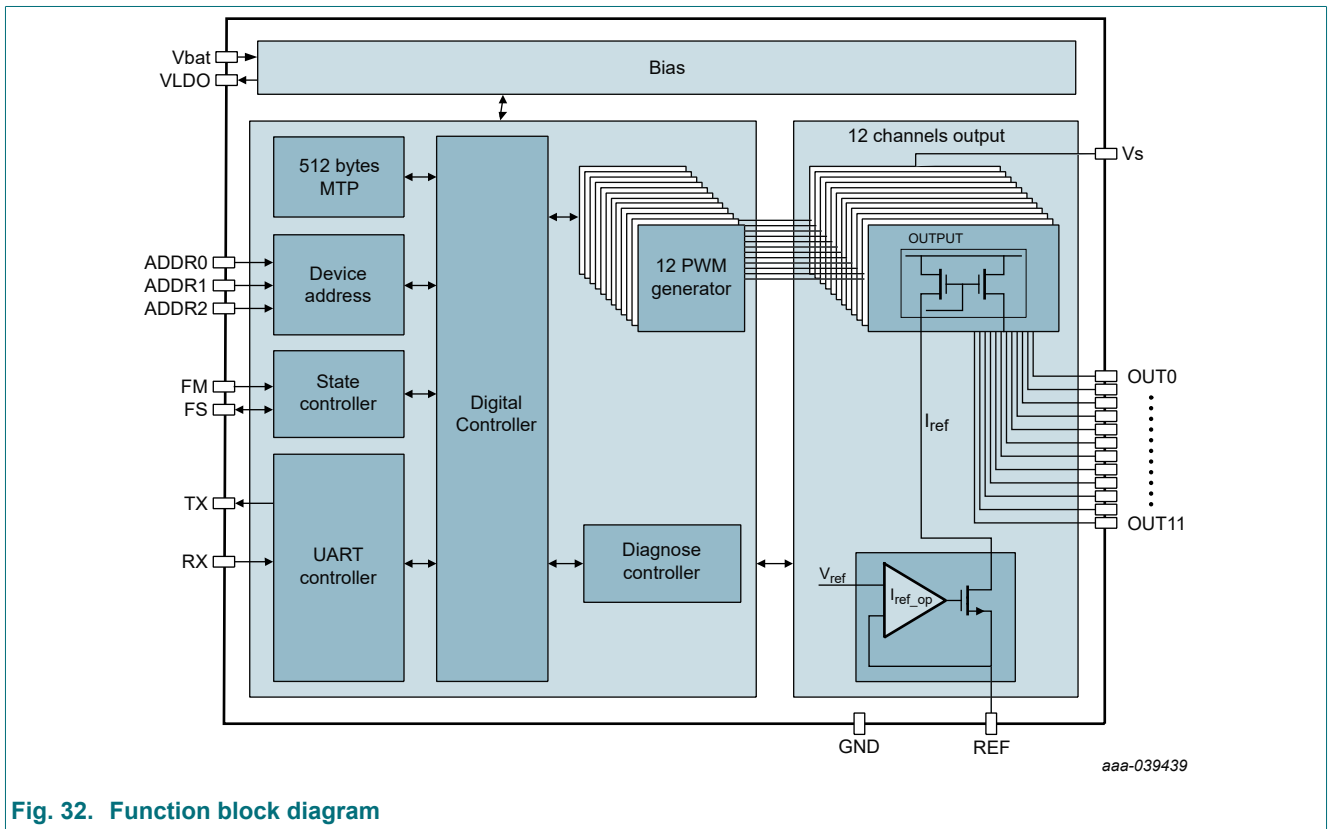 Vbat
VLDO
Bias
512 bytes
MTP
12 channels output
Vs
ADDR0
ADDR1
ADDR2
Device
address
12 PWM
generator
OUTPUT
FM
FS
State
controller
Digital
Controller
Iref
OUT0
OUT11
TX
RX
UART
controller
Diagnose
controller
Vref
Iref_op
GND
REF
aaa-039439
Fig. 32. Function block diagram